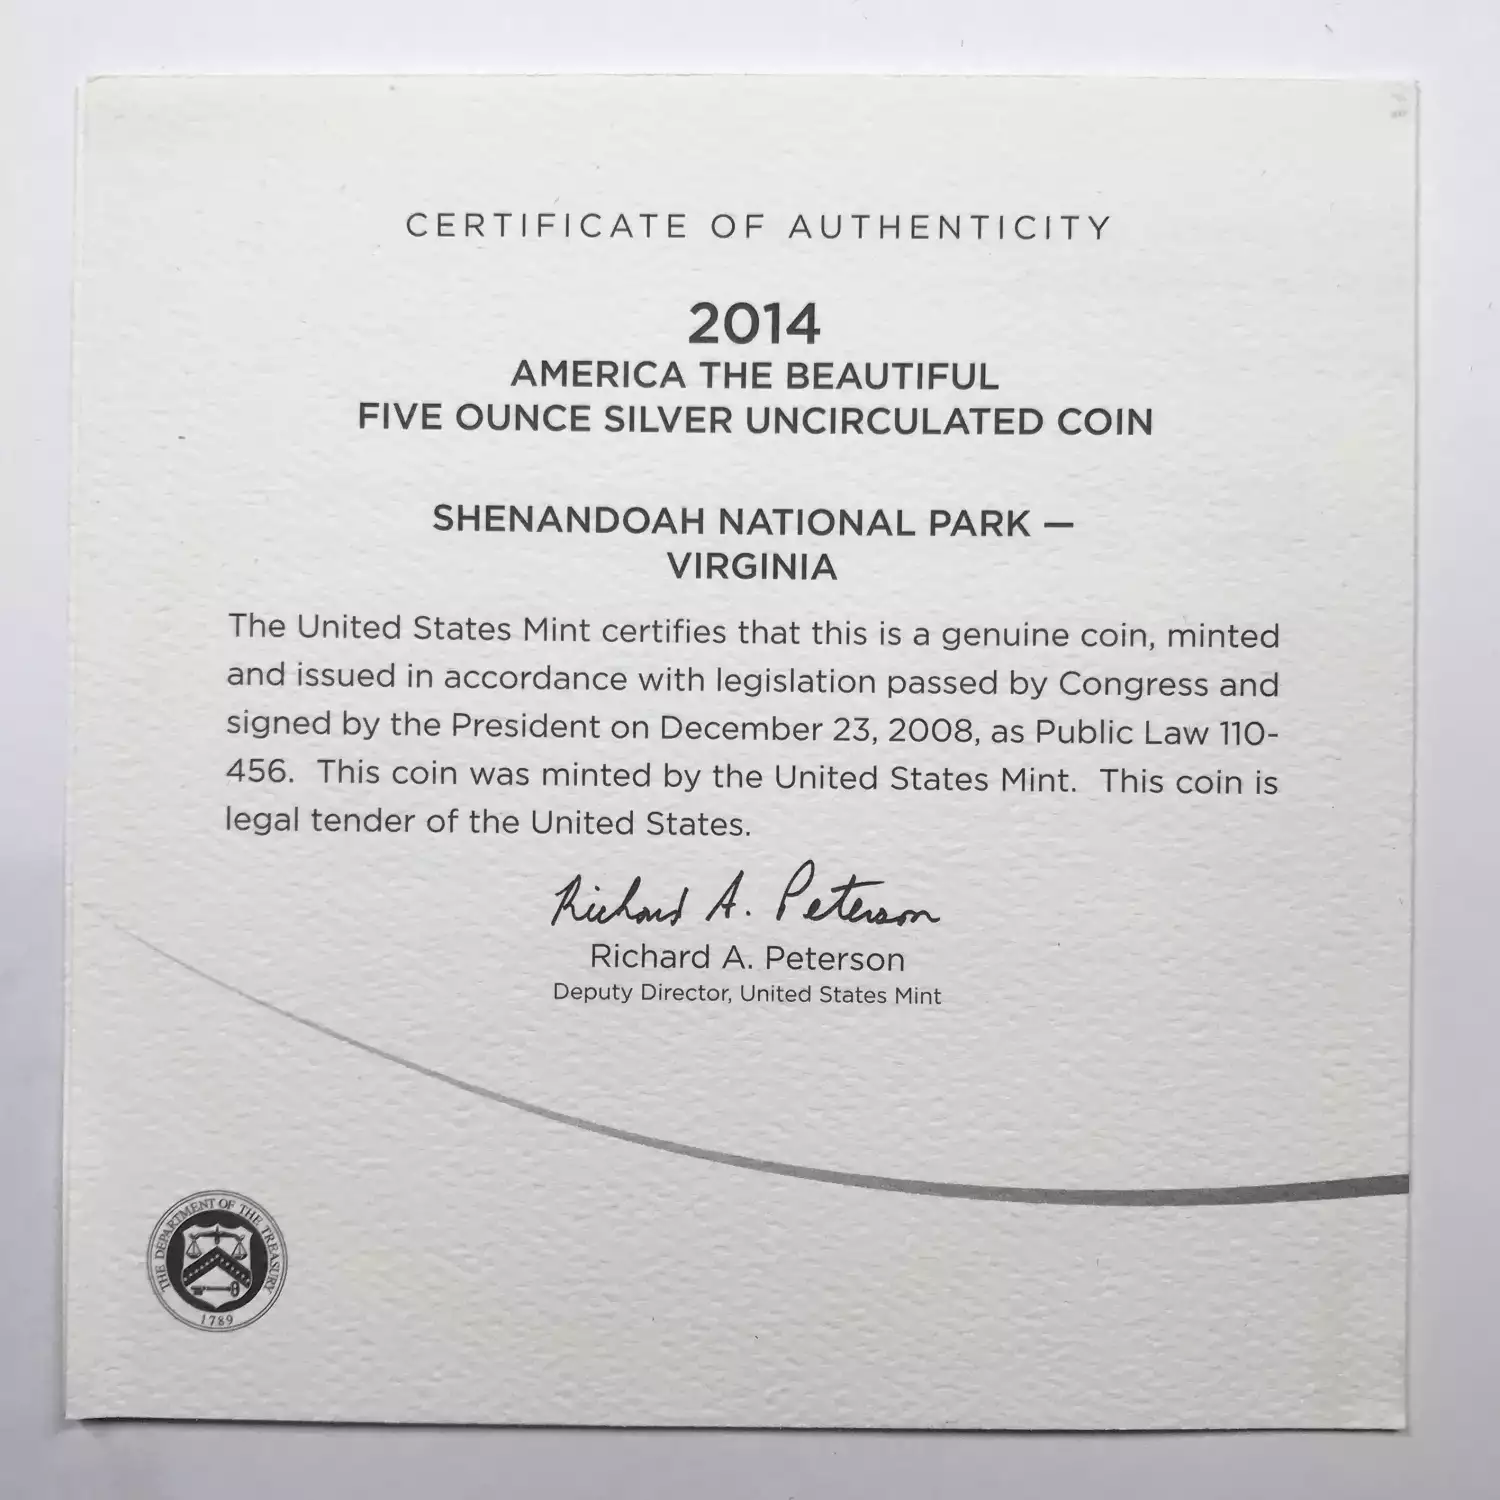 CERTIFICATE OF AUTHENTICITY
2014
AMERICA THE BEAUTIFUL
FIVE OUNCE SILVER UNCIRCULATED COIN
SHENANDOAH NATIONAL PARK —
VIRGINIA
The United States Mint certifies that this is a genuine coin, minted
and issued in accordance with legislation passed by Congress and
signed by the President on December 23, 2008, as Public Law 110-
456. This coin was minted by the United States Mint. This coin is
legal tender of the United States.
Richard A. Peterson
Richard A. Peterson
Deputy Director, United States Mint
THE DEPARTMENT OF THE TREASURY
1789